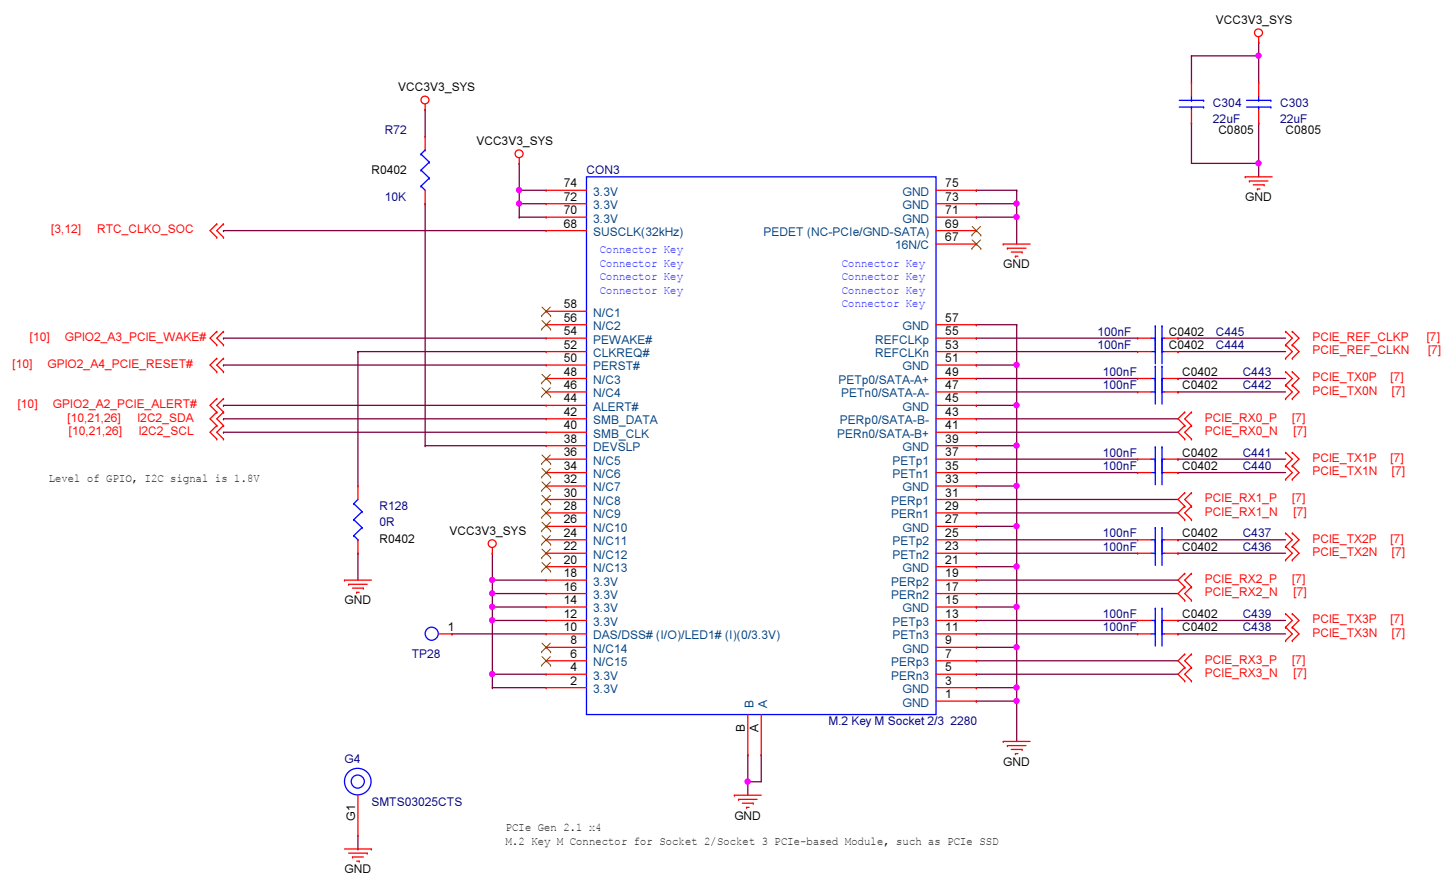 VCC3V3_SYS
C304
22uF
C0805
C303
22uF
C0805
GND
VCC3V3_SYS
R72
R0402
10K
VCC3V3_SYS
CON3
74 3.3V
72 3.3V
70 3.3V
68 SUSCLK(32kHz)
[3,12] RTC_CLKO_SOC
Connector Key
Connector Key
Connector Key
Connector Key
58 N/C1
56 N/C2
[10] GPIO2_A3_PCIE_WAKE# 54 PEWAKE#
52 CLKREQ#
[10] GPIO2_A4_PCIE_RESET# 50 PERST#
48 N/C3
46 N/C4
[10] GPIO2_A2_PCIE_ALERT# 44 ALERT#
[10,21,26] I2C2_SDA 42 SMB_DATA
[10,21,26] I2C2_SCL 40 SMB_CLK
38 DEVSLP
36 N/C5
34 N/C6
32 N/C7
30 N/C8
28 N/C9
26 N/C10
24 N/C11
22 N/C12
20 N/C13
18 3.3V
16 3.3V
14 3.3V
12 3.3V
10 DAS/DSS# (I/O)/LED1# (I)(0/3.3V)
8 N/C14
6 N/C15
4 3.3V
2 3.3V
Level of GPIO, I2C signal is 1.8V
R128
0R
R0402
GND
VCC3V3_SYS
1
TP28
GND 75
GND 73
GND 71
PEDET (NC-PCIe/GND-SATA) 69
16N/C 67
GND
Connector Key
Connector Key
Connector Key
Connector Key
GND 57
REFCLKp 55 100nF C0402 C445 PCIE_REF_CLKP [7]
REFCLKn 53 100nF C0402 C444 PCIE_REF_CLKN [7]
GND 51
PETp0/SATA-A+ 49 100nF C0402 C443 PCIE_TX0P [7]
PETn0/SATA-A- 47 100nF C0402 C442 PCIE_TX0N [7]
GND 45
PERp0/SATA-B- 43 PCIE_RX0_P [7]
PERn0/SATA-B+ 41 PCIE_RX0_N [7]
GND 39
PETp1 37 100nF C0402 C441 PCIE_TX1P [7]
PETn1 35 100nF C0402 C440 PCIE_TX1N [7]
GND 33
PERp1 31 PCIE_RX1_P [7]
PERn1 29 PCIE_RX1_N [7]
GND 27
PETp2 25 100nF C0402 C437 PCIE_TX2P [7]
PETn2 23 100nF C0402 C436 PCIE_TX2N [7]
GND 21
PERp2 19 PCIE_RX2_P [7]
PERn2 17 PCIE_RX2_N [7]
GND 15
PETp3 13 100nF C0402 C439 PCIE_TX3P [7]
PETn3 11 100nF C0402 C438 PCIE_TX3N [7]
GND 9
PERp3 7 PCIE_RX3_P [7]
PERn3 5 PCIE_RX3_N [7]
GND 3
GND 1
B A
B A
M.2 Key M Socket 2/3 2280
GND
GND
G4
SMTS03025CTS
G1
GND
PCIe Gen 2.1 x4
M.2 Key M Connector for Socket 2/Socket 3 PCIe-based Module, such as PCIe SSD